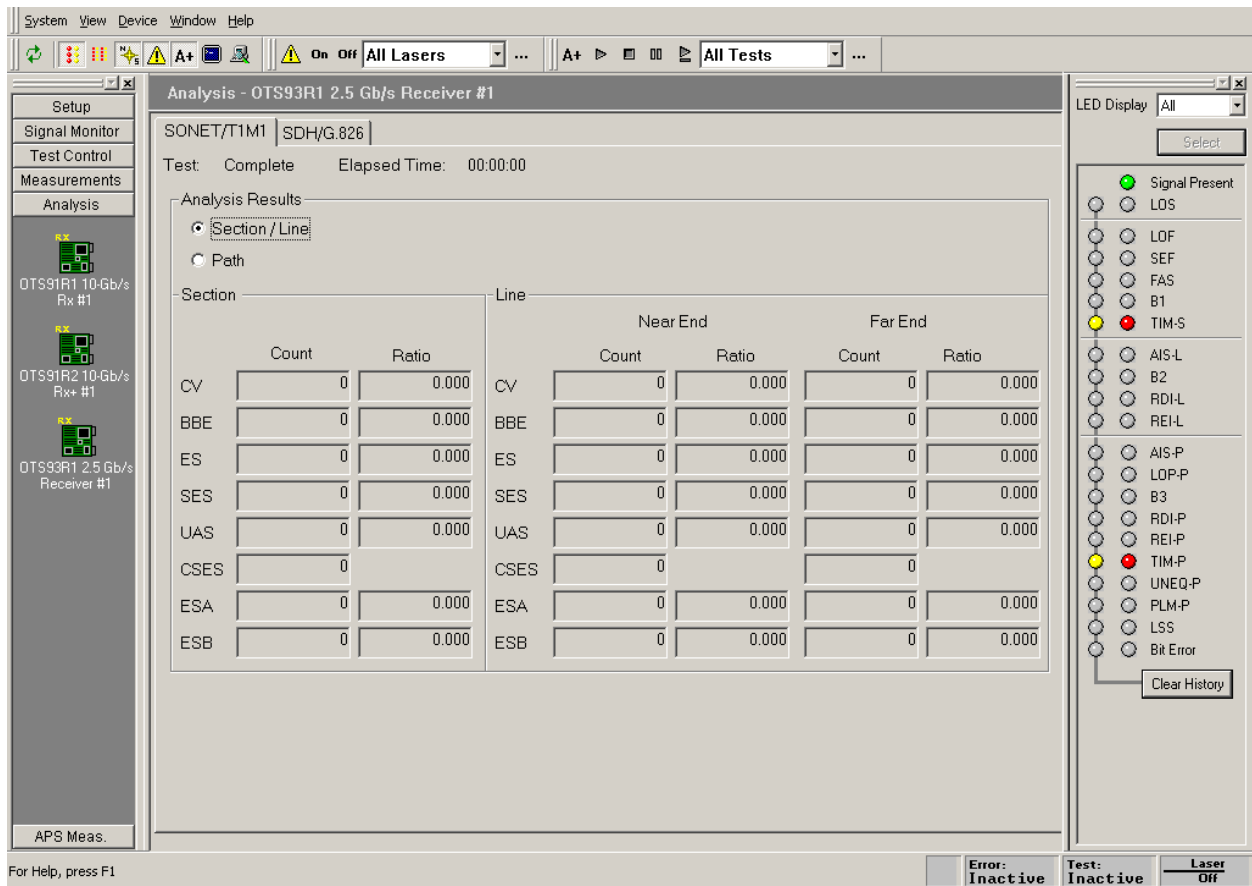 System View Device Window Help
A+ On Off All Lasers ... A+ All Tests ...
Setup
Signal Monitor
Test Control
Measurements
Analysis
RX
OTS91R1 10-Gb/s
Rx #1
RX
OTS91R2 10-Gb/s
Rx+ #1
RX
OTS93R1 2.5 Gb/s
Receiver #1
APS Meas.
Analysis - OTS93R1 2.5 Gb/s Receiver #1
SONET/T1M1 SDH/G.826
Test: Complete Elapsed Time: 00:00:00
Analysis Results
Section / Line
Path
Section Line
Near End Far End
Count Ratio Count Ratio Count Ratio
CV 0 0.000 CV 0 0.000 0 0.000
BBE 0 0.000 BBE 0 0.000 0 0.000
ES 0 0.000 ES 0 0.000 0 0.000
SES 0 0.000 SES 0 0.000 0 0.000
UAS 0 0.000 UAS 0 0.000 0 0.000
CSES 0 CSES 0 0
ESA 0 0.000 ESA 0 0.000 0 0.000
ESB 0 0.000 ESB 0 0.000 0 0.000
LED Display All
Select
Signal Present
LOS
LOF
SEF
FAS
B1
TIM-S
AIS-L
B2
RDI-L
REI-L
AIS-P
LOP-P
B3
RDI-P
REI-P
TIM-P
UNEQ-P
PLM-P
LSS
Bit Error
Clear History
For Help, press F1
Error:
Inactive
Test:
Inactive
Laser
Off